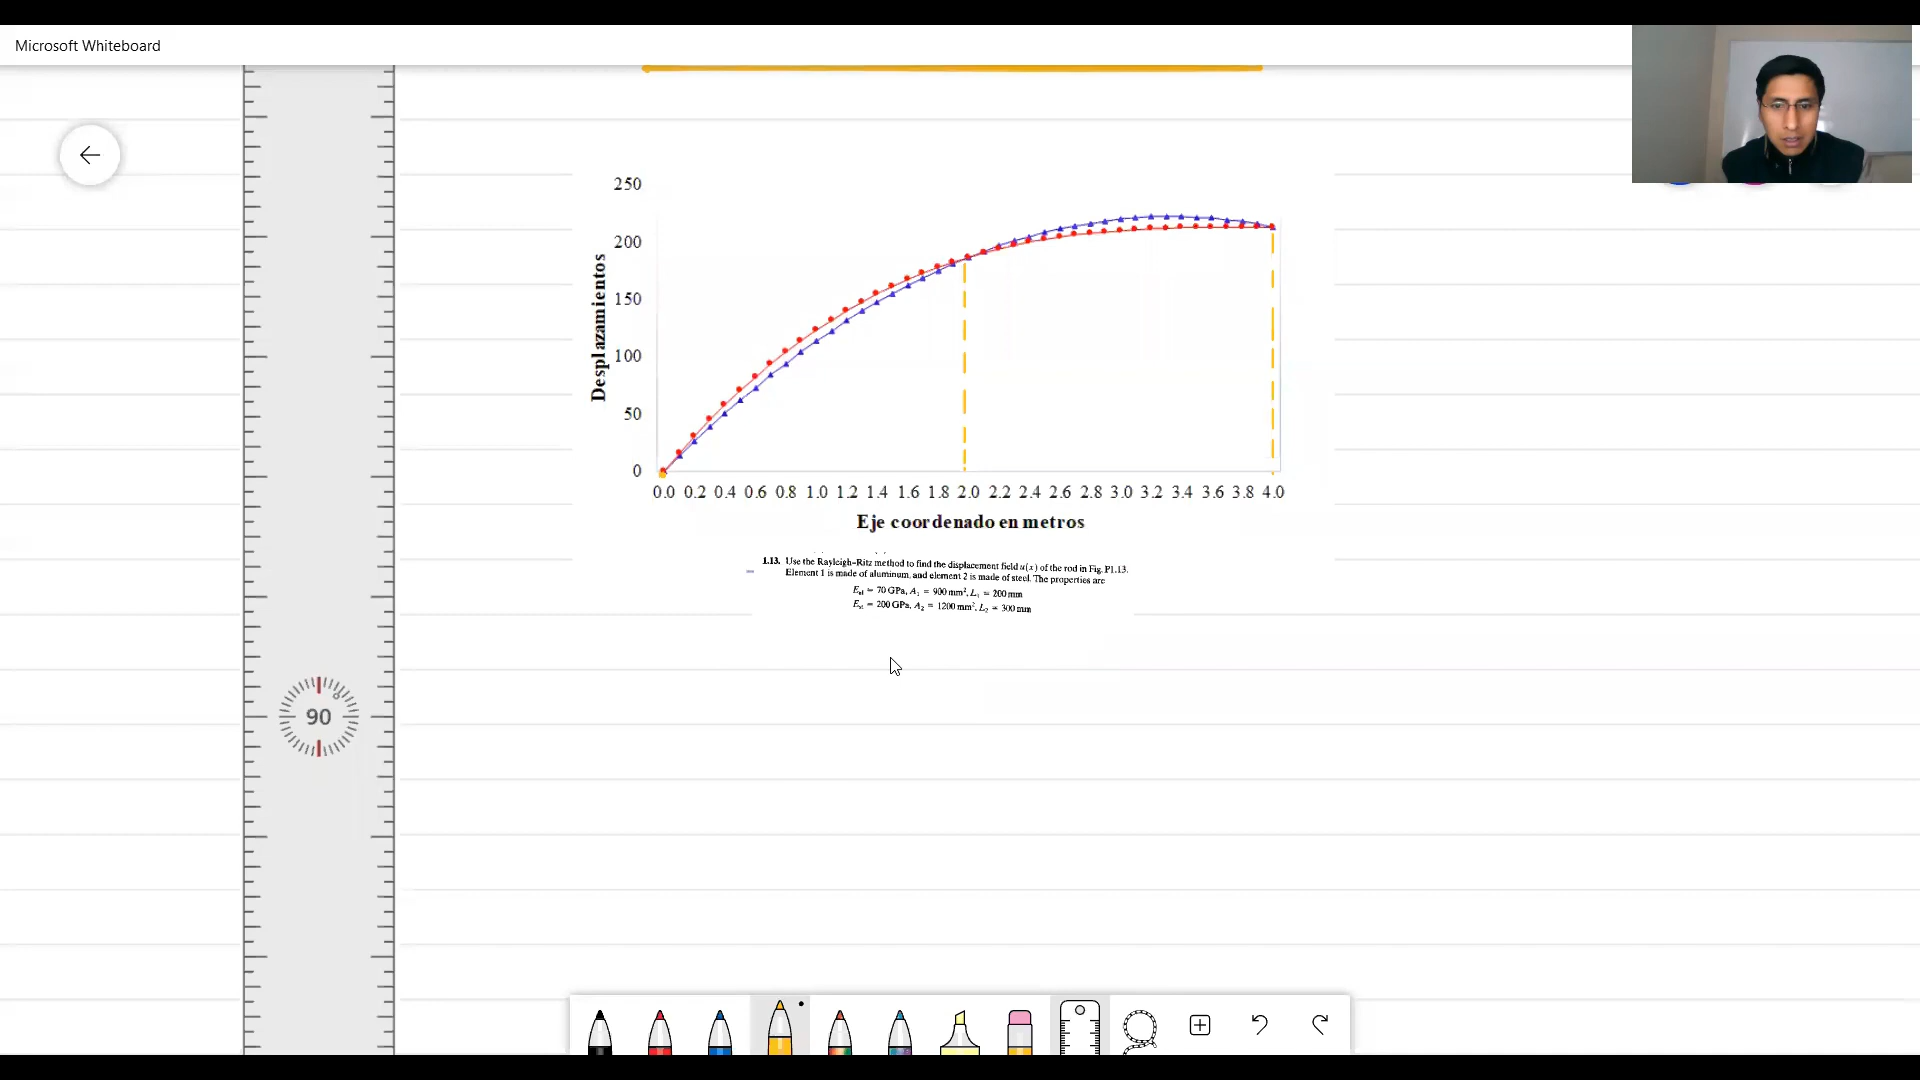 Microsoft Whiteboard
250
200
150
100
50
0
Desplazamientos
0.0 0.2 0.4 0.6 0.8 1.0 1.2 1.4 1.6 1.8 2.0 2.2 2.4 2.6 2.8 3.0 3.2 3.4 3.6 3.8 4.0
Eje coordenado en metros
1.13. Use the Rayleigh-Ritz method to find the displacement field u(x) of the rod in Fig. P1.13.
Element 1 is made of aluminum, and element 2 is made of steel. The properties are
E_al = 70 GPa, A₁ = 900 mm², L₁ = 200 mm
E_st = 200 GPa, A₂ = 1200 mm², L₂ = 300 mm
90